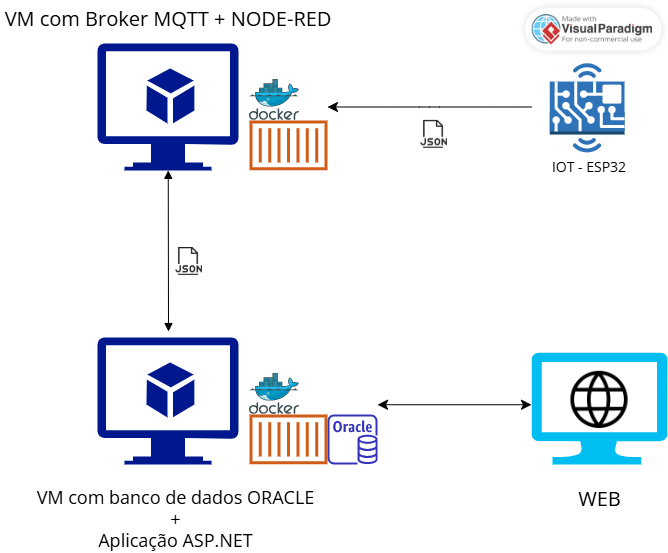 VM com Broker MQTT + NODE-RED
Made with
Visual Paradigm
For non-commercial use
docker
JSON
IOT - ESP32
JSON
docker
Oracle
VM com banco de dados ORACLE
+
Aplicação ASP.NET
WEB